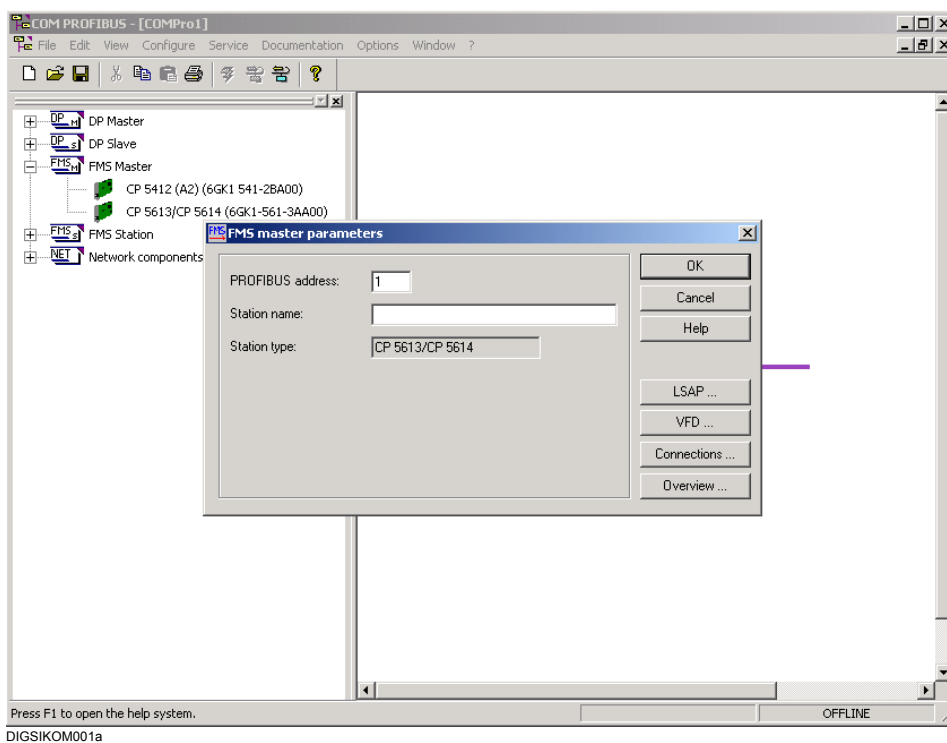 COM PROFIBUS - [COMPro1]
File Edit View Configure Service Documentation Options Window ?
DP M DP Master
DP s DP Slave
FMS M FMS Master
CP 5412 (A2) (6GK1 541-2BA00)
CP 5613/CP 5614 (6GK1-561-3AA00)
FMS s FMS Station
NET Network components
FMS FMS master parameters
PROFIBUS address: 1
Station name:
Station type: CP 5613/CP 5614
OK
Cancel
Help
LSAP ...
VFD ...
Connections ...
Overview ...
Press F1 to open the help system.
OFFLINE
DIGSIKOM001a